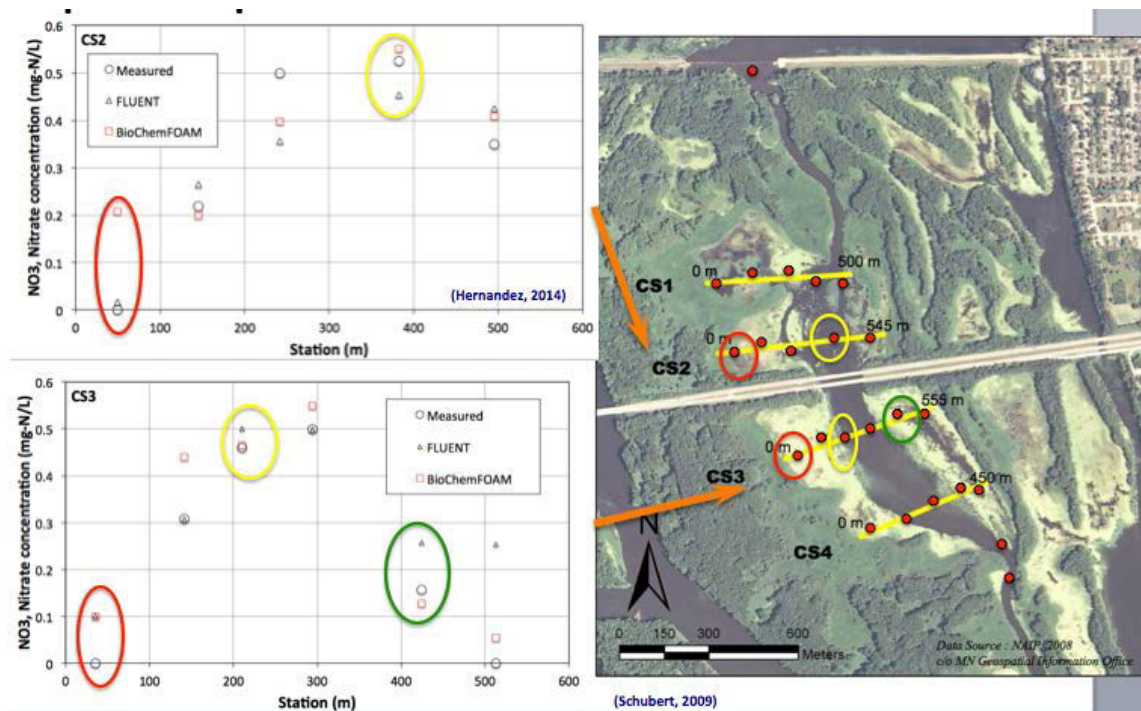 CS2
NO3, Nitrate concentration (mg-N/L)
0.6
0.5
0.4
0.3
0.2
0.1
0
Measured
FLUENT
BioChemFOAM
(Hernandez, 2014)
0 100 200 300 400 500 600
Station (m)
CS3
NO3, Nitrate concentration (mg-N/L)
0.6
0.5
0.4
0.3
0.2
0.1
0.0
Measured
FLUENT
BioChemFOAM
0 100 200 300 400 500 600
Station (m)
0 m
500 m
CS1
0 m
545 m
CS2
555 m
0 m
CS3
450 m
0 m
CS4
N
0 150 300 600
Meters
Data Source : NAIP, 2008
c/o MN Geospatial Information Office
(Schubert, 2009)